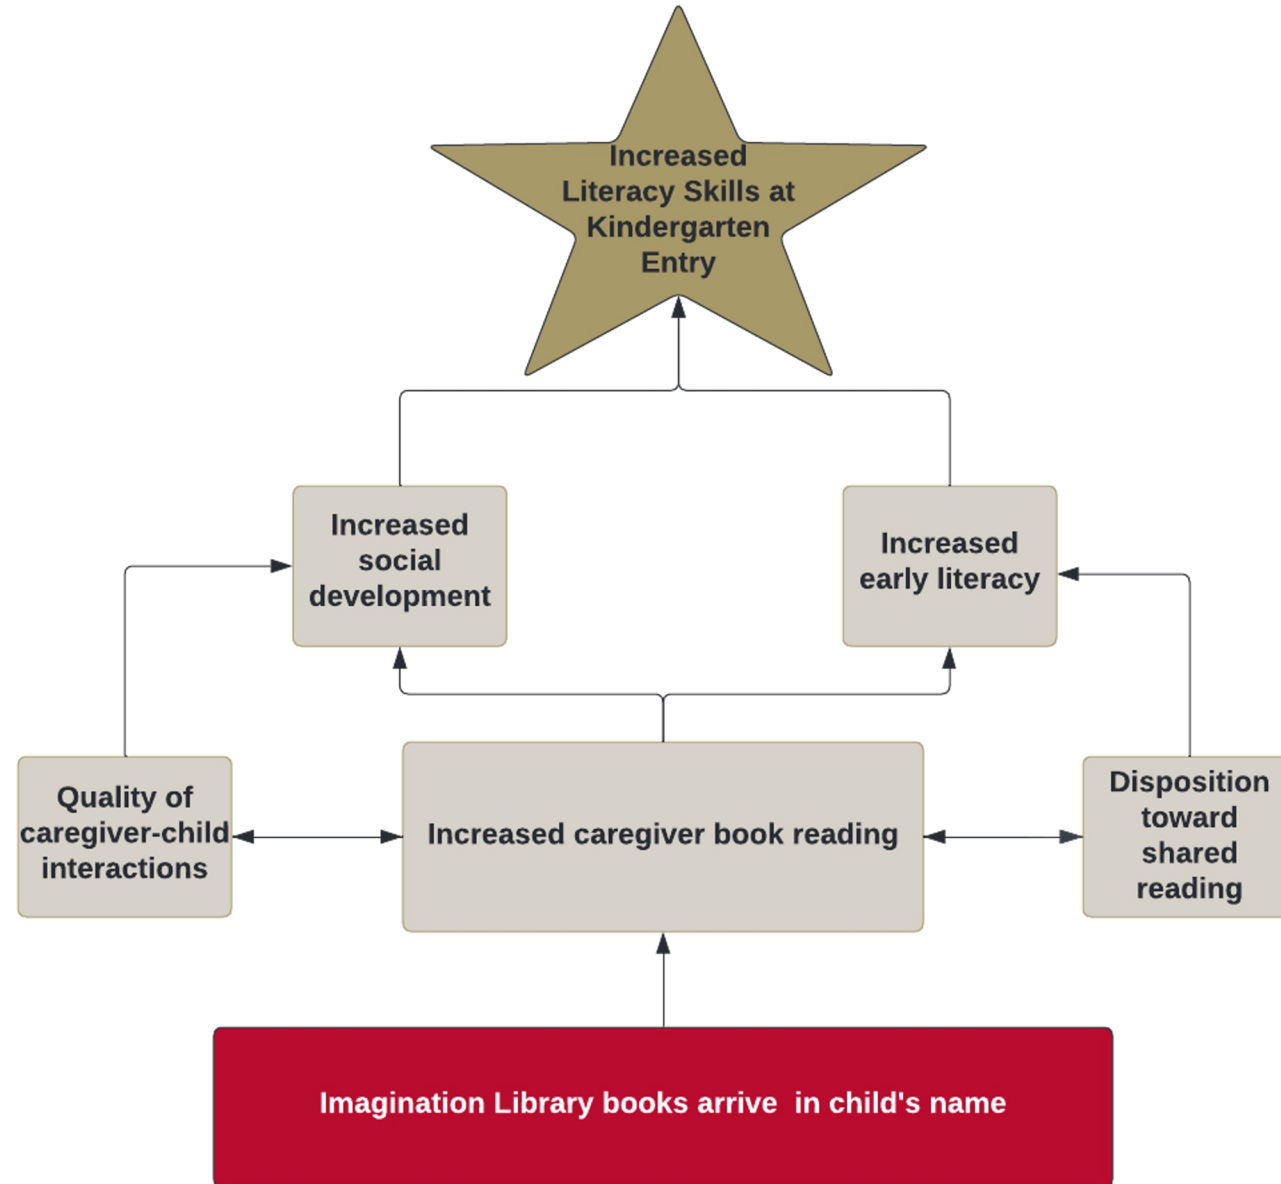 Increased
Literacy Skills at
Kindergarten
Entry
Increased
social
development
Increased
early literacy
Quality of
caregiver-child
interactions
Increased caregiver book reading
Disposition
toward
shared
reading
Imagination Library books arrive  in child's name